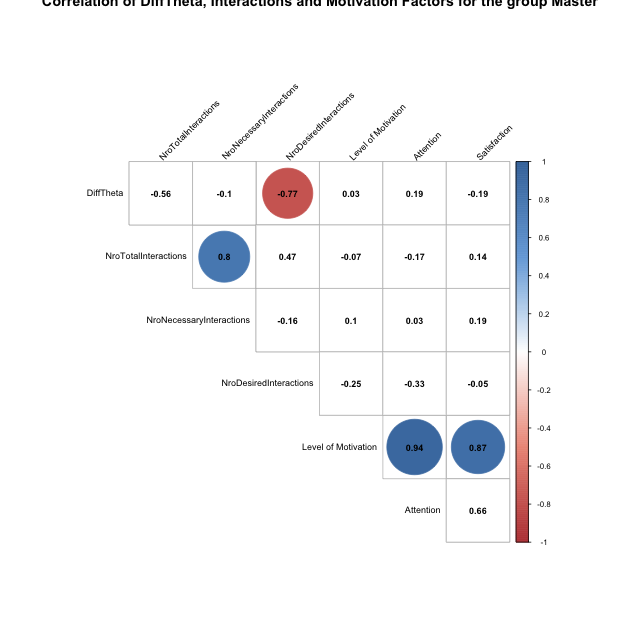 Correlation of DiffTheta, Interactions and Motivation Factors for the group Master
NroTotalInteractions
NroNecessaryInteractions
NroDesiredInteractions
Level of Motivation
Attention
Satisfaction
DiffTheta -0.56 -0.1 -0.77 0.03 0.19 -0.19
NroTotalInteractions 0.8 0.47 -0.07 -0.17 0.14
NroNecessaryInteractions -0.16 0.1 0.03 0.19
NroDesiredInteractions -0.25 -0.33 -0.05
Level of Motivation 0.94 0.87
Attention 0.66
1
0.8
0.6
0.4
0.2
0
-0.2
-0.4
-0.6
-0.8
-1